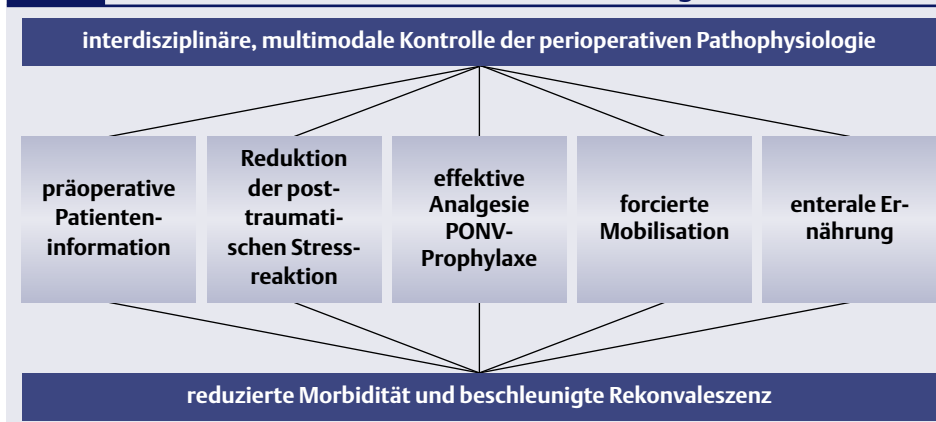 interdisziplinäre, multimodale Kontrolle der perioperativen Pathophysiologie
präoperative
Patienten-
information
Reduktion
der post-
traumati-
schen Stress-
reaktion
effektive
Analgesie
PONV-
Prophylaxe
forcierte
Mobilisation
enterale Er-
nährung
reduzierte Morbidität und beschleunigte Rekonvaleszenz